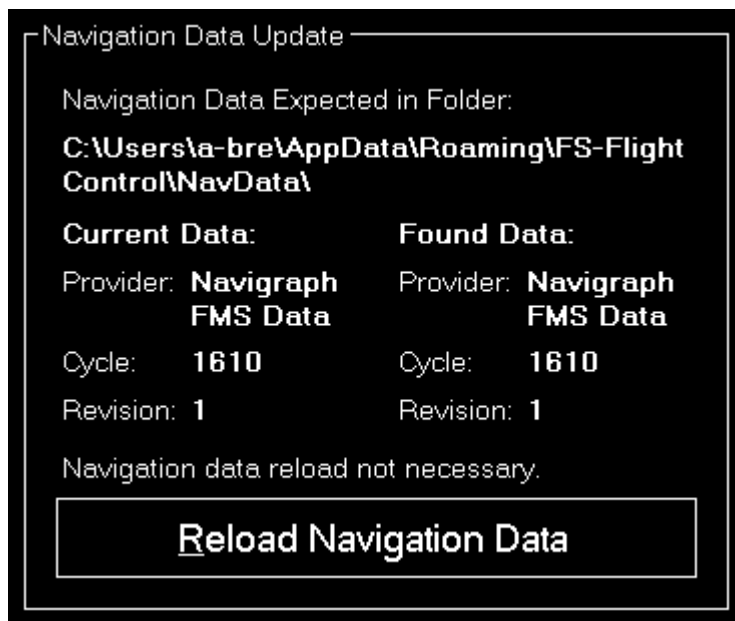 Navigation Data Update
Navigation Data Expected in Folder:
C:\Users\a-bre\AppData\Roaming\FS-Flight
Control\NavData\
Current Data: Found Data:
Provider: Navigraph Provider: Navigraph
FMS Data FMS Data
Cycle: 1610 Cycle: 1610
Revision: 1 Revision: 1
Navigation data reload not necessary.
Reload Navigation Data